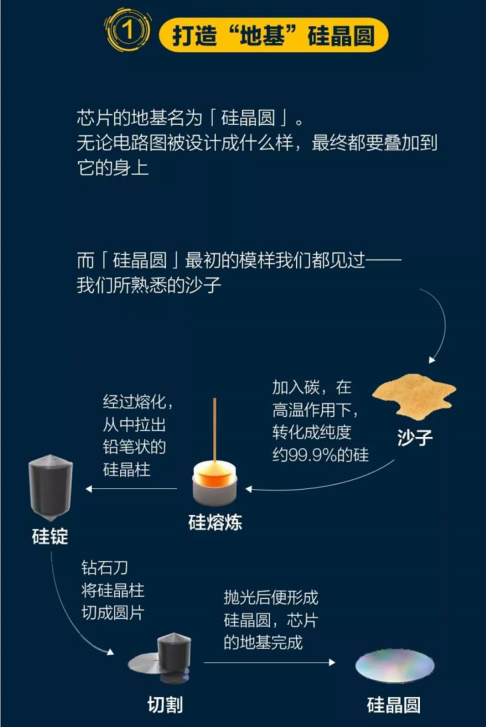 1 打造“地基”硅晶圆
芯片的地基名为「硅晶圆」。
无论电路图被设计成什么样，最终都要叠加到
它的身上
而「硅晶圆」最初的模样我们都见过——
我们所熟悉的沙子
沙子
加入碳，在
高温作用下，
转化成纯度
约99.9%的硅
硅熔炼
经过熔化，
从中拉出
铅笔状的
硅晶柱
硅锭
钻石刀
将硅晶柱
切成圆片
切割
抛光后便形成
硅晶圆，芯片
的地基完成
硅晶圆